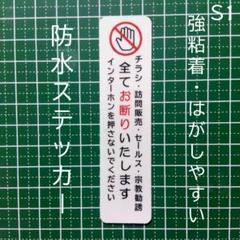 S1
強粘着・はがしやすい
チラシ・訪問販売・セールス・宗教勧誘
全てお断りいたします
インターホンを押さないでください
防水ステッカー